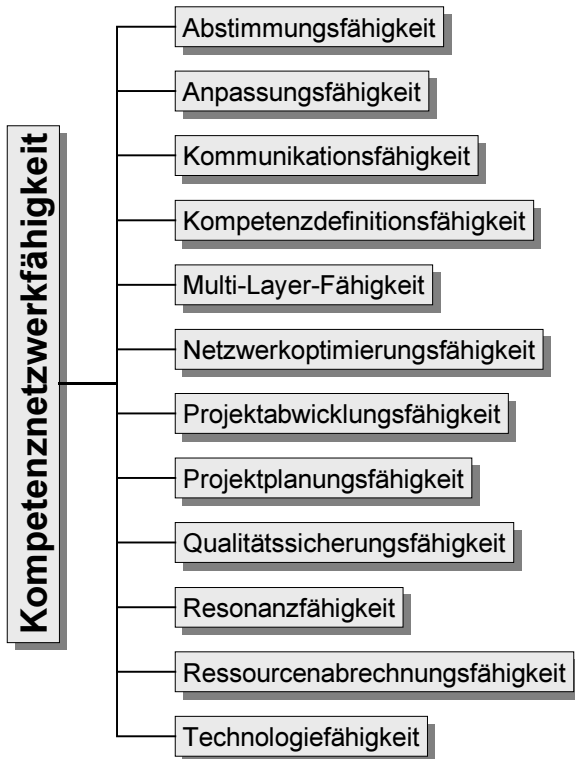 Kompetenznetzwerkfähigkeit
Abstimmungsfähigkeit
Anpassungsfähigkeit
Kommunikationsfähigkeit
Kompetenzdefinitionsfähigkeit
Multi-Layer-Fähigkeit
Netzwerkoptimierungsfähigkeit
Projektabwicklungsfähigkeit
Projektplanungsfähigkeit
Qualitätssicherungsfähigkeit
Resonanzfähigkeit
Ressourcenabrechnungsfähigkeit
Technologiefähigkeit